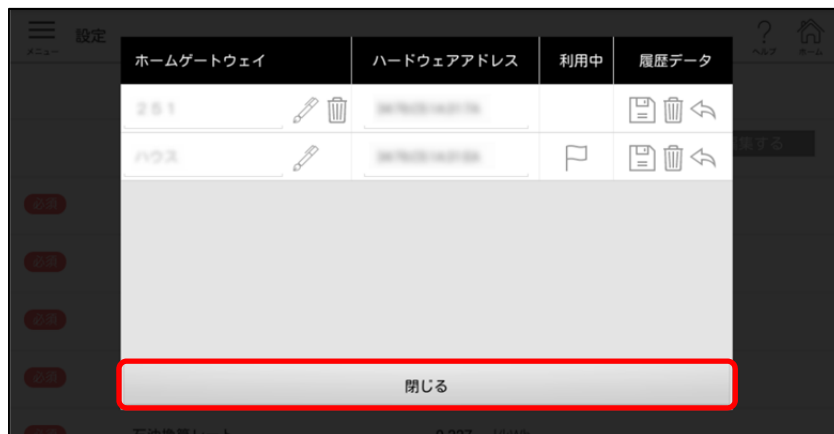 設定
メニュー
ヘルプ
ホーム
ホームゲートウェイ ハードウェアアドレス 利用中 履歴データ
251
ハウス
集する
必須
必須
必須
必須
閉じる